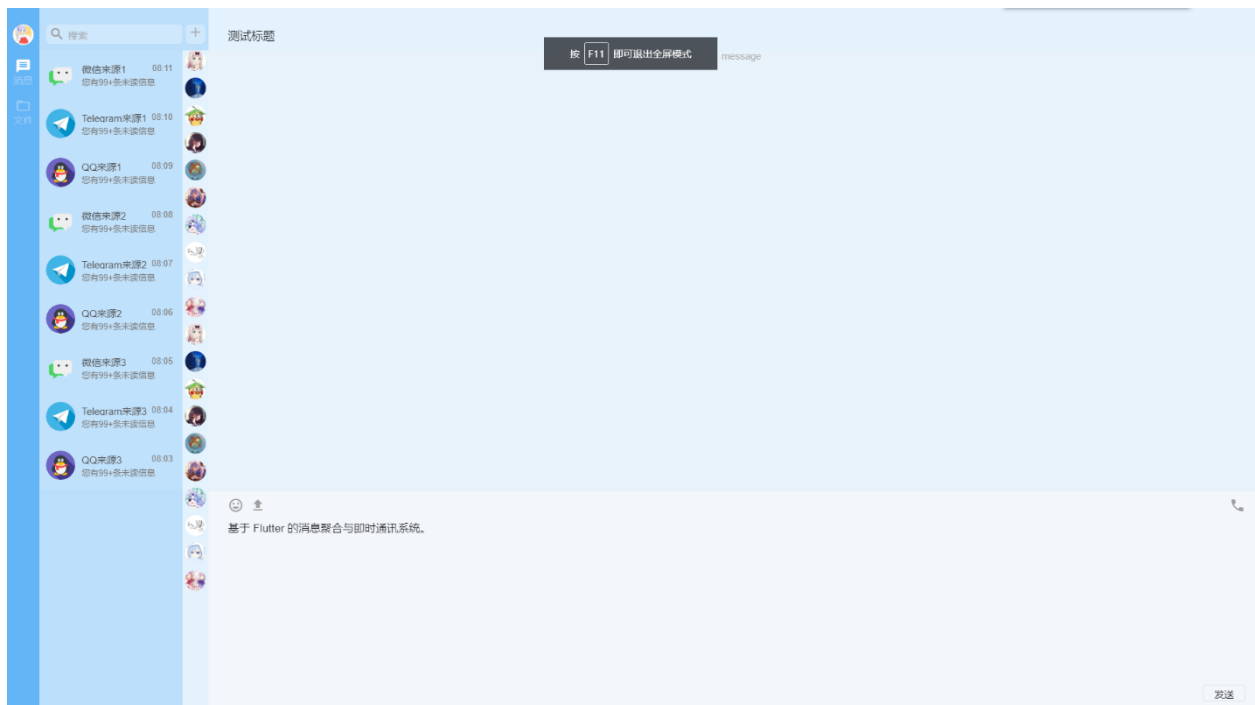 搜索
+
测试标题
按 F11 即可退出全屏模式
message
消息
文件
微信来源1 08:11
您有99+条未读信息
Telegram来源1 08:10
您有99+条未读信息
QQ来源1 08:09
您有99+条未读信息
微信来源2 08:08
您有99+条未读信息
Telegram来源2 08:07
您有99+条未读信息
QQ来源2 08:06
您有99+条未读信息
微信来源3 08:05
您有99+条未读信息
Telegram来源3 08:04
您有99+条未读信息
QQ来源3 08:03
您有99+条未读信息
基于 Flutter 的消息聚合与即时通讯系统。
发送